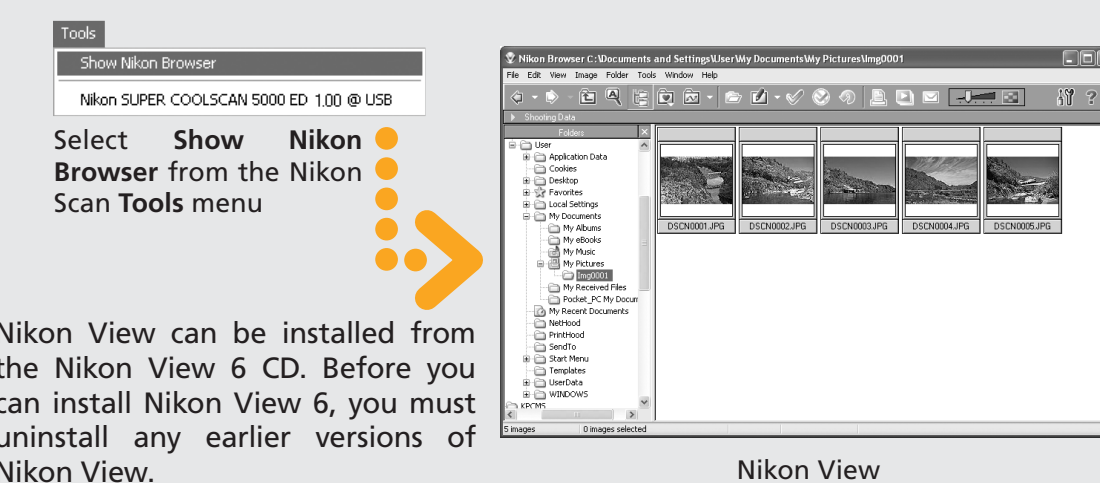 Tools
Show Nikon Browser
Nikon SUPER COOLSCAN 5000 ED 1.00 @ USB
Select Show Nikon
Browser from the Nikon
Scan Tools menu
Nikon View can be installed from
the Nikon View 6 CD. Before you
can install Nikon View 6, you must
uninstall any earlier versions of
Nikon View.
Nikon Browser C:\Documents and Settings\User\My Documents\My Pictures\Img0001
File Edit View Image Folder Tools Window Help
Shooting Data
Folders
User
Application Data
Cookies
Desktop
Favorites
Local Settings
My Documents
My Albums
My eBooks
My Music
My Pictures
Img0001
My Received Files
Pocket_PC My Docum
My Recent Documents
NetHood
PrintHood
SendTo
Start Menu
Templates
UserData
WINDOWS
KPCMS
DSCN0001.JPG DSCN0002.JPG DSCN0003.JPG DSCN0004.JPG DSCN0005.JPG
5 images 0 images selected
Nikon View